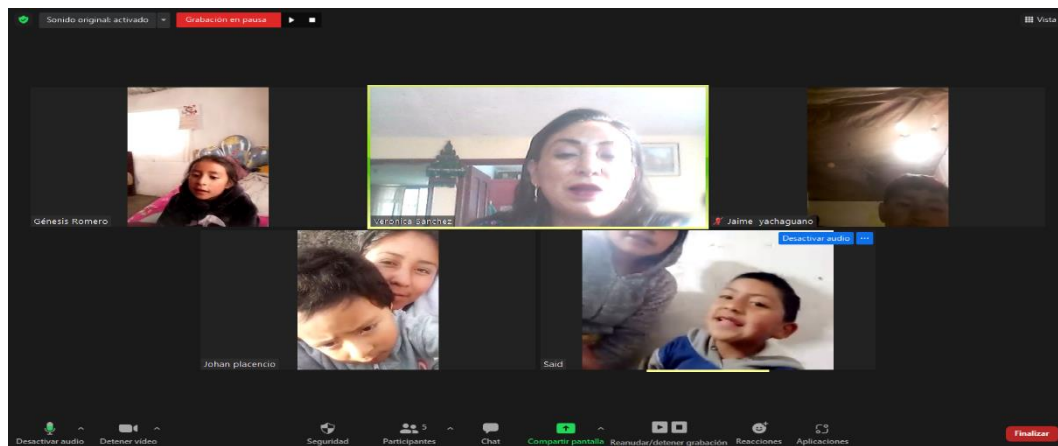 Sonido original: activado
Grabación en pausa
Vista
Génesis Romero
Veronica Sanchez
Jaime yachaguano
Desactivar audio
Johan placencio
Said
Desactivar audio
Detener video
Seguridad
Participantes
5
Chat
Compartir pantalla
Reanudar/detener grabación
Reacciones
Aplicaciones
Finalizar